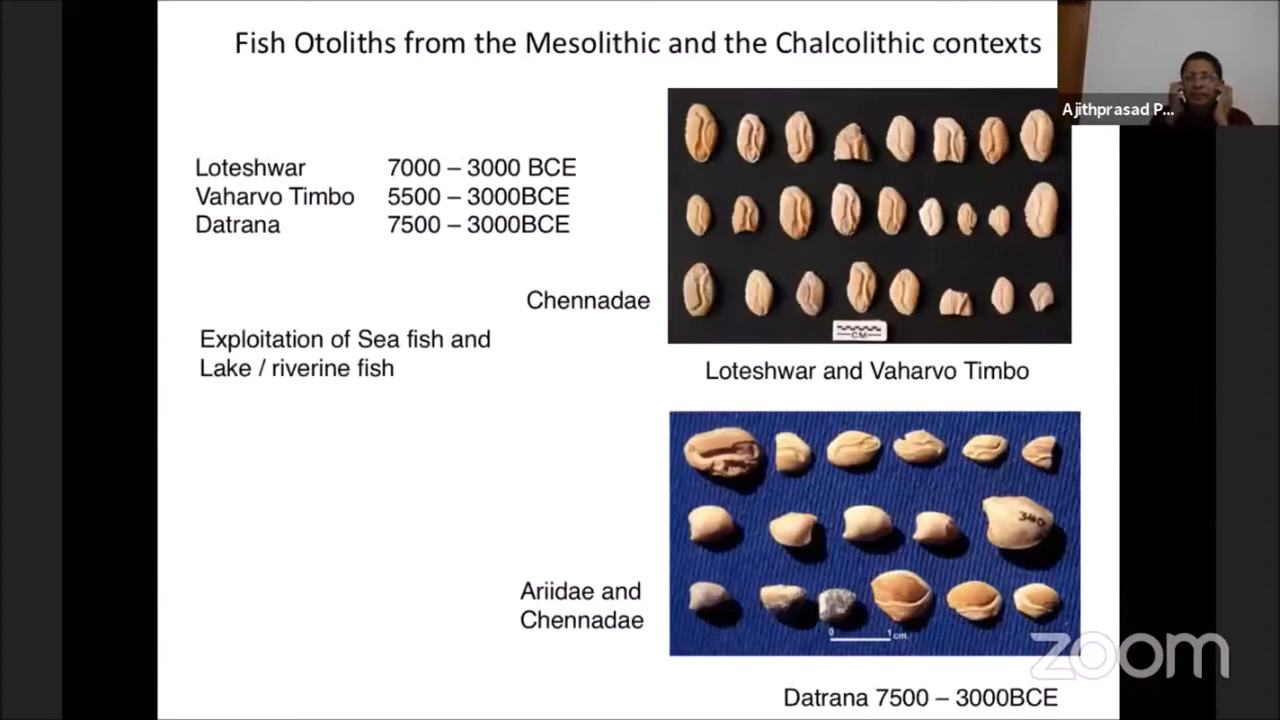 Fish Otoliths from the Mesolithic and the Chalcolithic contexts
Ajithprasad P...
Loteshwar 7000 – 3000 BCE
Vaharvo Timbo 5500 – 3000BCE
Datrana 7500 – 3000BCE
Chennadae
CM
Exploitation of Sea fish and
Lake / riverine fish
Loteshwar and Vaharvo Timbo
340
Ariidae and
Chennadae
0 1 cm.
zoom
Datrana 7500 – 3000BCE